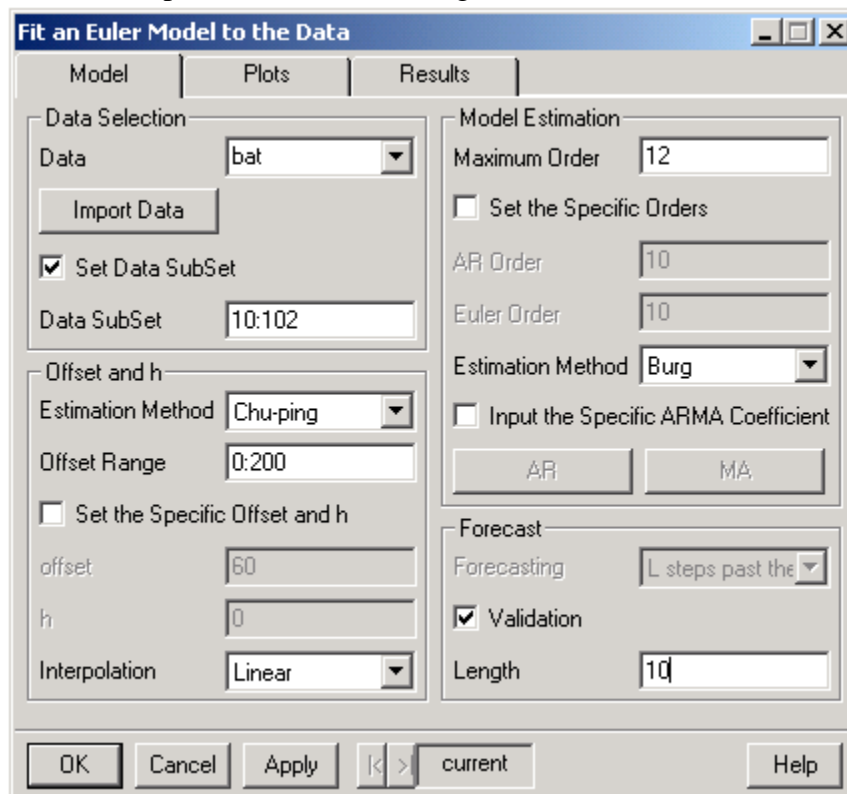 Fit an Euler Model to the Data
Model
Plots
Results
Data Selection
Data
bat
Import Data
Set Data SubSet
Data SubSet
10:102
Offset and h
Estimation Method
Chu-ping
Offset Range
0:200
Set the Specific Offset and h
offset
60
h
0
Interpolation
Linear
Model Estimation
Maximum Order
12
Set the Specific Orders
AR Order
10
Euler Order
10
Estimation Method
Burg
Input the Specific ARMA Coefficient
AR
MA
Forecast
Forecasting
L steps past the
Validation
Length
10
OK
Cancel
Apply
|<
>|
current
Help